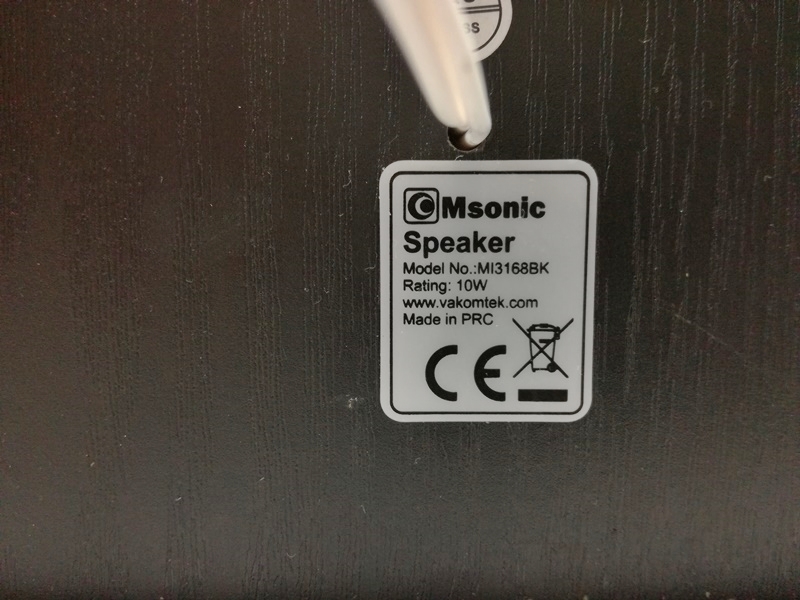 Msonic
Speaker
Model No.:MI3168BK
Rating: 10W
www.vakomtek.com
Made in PRC
CE